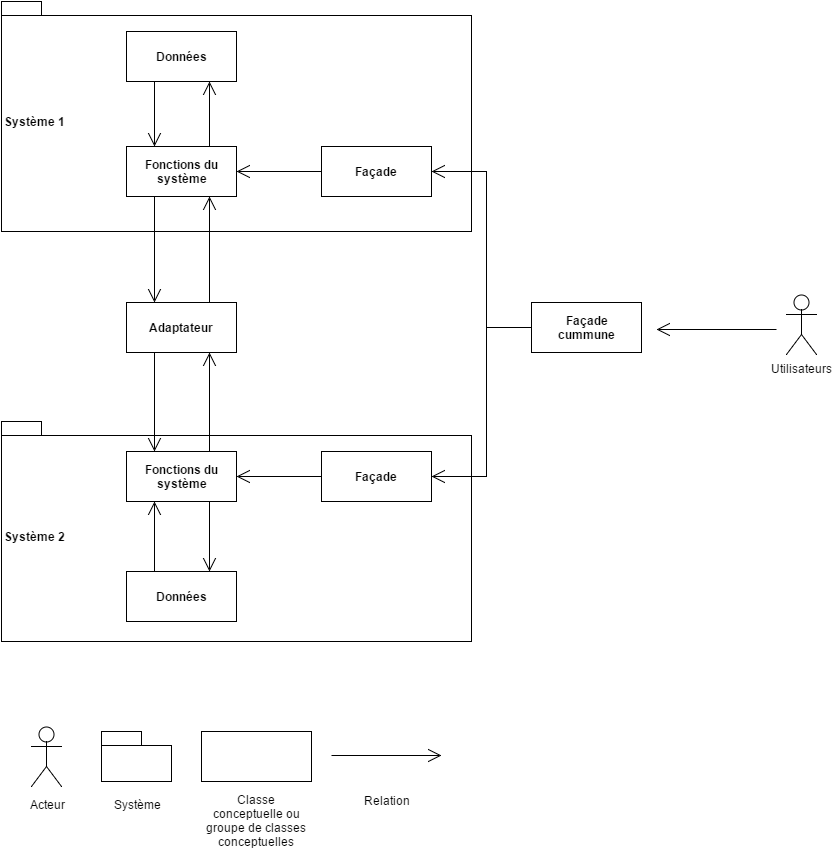 Données
Système 1
Fonctions du
système
Façade
Adaptateur
Façade
cummune
Utilisateurs
Fonctions du
système
Façade
Système 2
Données
Acteur
Système
Classe
conceptuelle ou
groupe de classes
conceptuelles
Relation